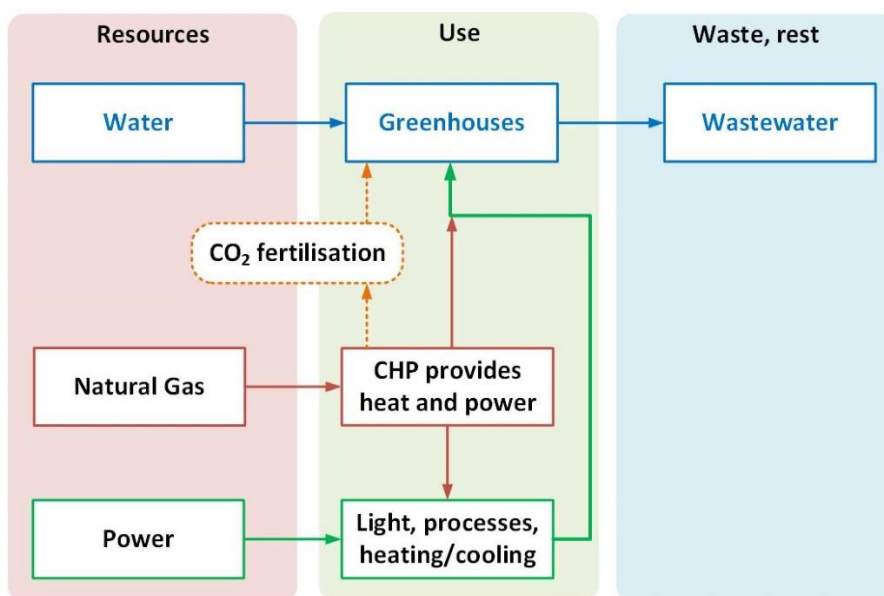 Resources
Use
Waste, rest
Water
Greenhouses
Wastewater
CO₂ fertilisation
Natural Gas
CHP provides
heat and power
Power
Light, processes,
heating/cooling